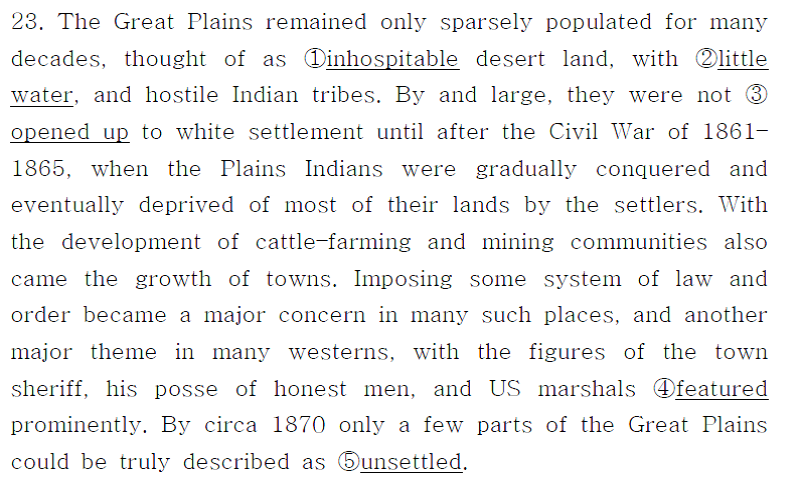 23. The Great Plains remained only sparsely populated for many
decades, thought of as ①inhospitable desert land, with ②little
water, and hostile Indian tribes. By and large, they were not ③
opened up to white settlement until after the Civil War of 1861-
1865, when the Plains Indians were gradually conquered and
eventually deprived of most of their lands by the settlers. With
the development of cattle-farming and mining communities also
came the growth of towns. Imposing some system of law and
order became a major concern in many such places, and another
major theme in many westerns, with the figures of the town
sheriff, his posse of honest men, and US marshals ④featured
prominently. By circa 1870 only a few parts of the Great Plains
could be truly described as ⑤unsettled.